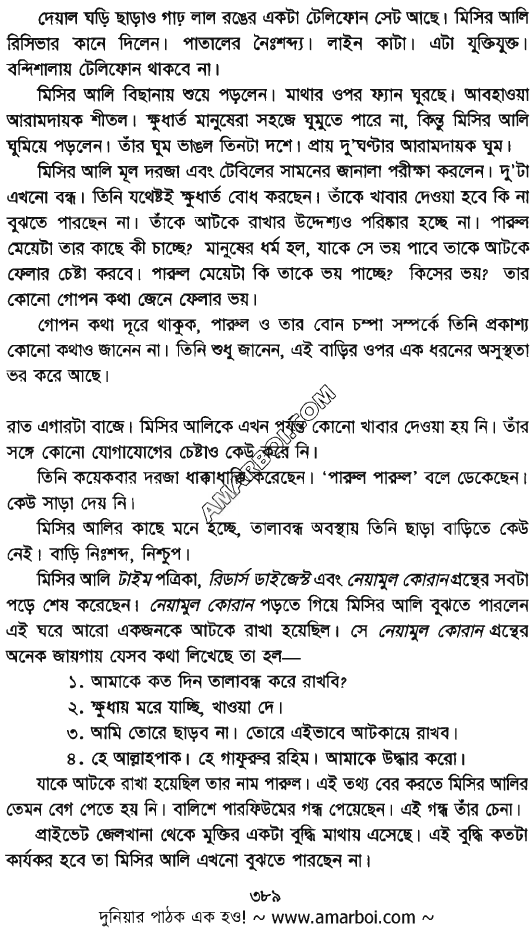 দেয়াল ঘড়ি ছাড়াও গাঢ় লাল রঙের একটা টেলিফোন সেট আছে। মিসির আলি
রিসিভার কানে দিলেন। পাতালের নৈঃশব্দ্য। লাইন কাটা। এটা যুক্তিযুক্ত।
বন্দিশালায় টেলিফোন থাকবে না।
মিসির আলি বিছানায় শুয়ে পড়লেন। মাথার ওপর ফ্যান ঘুরছে। আবহাওয়া
আরামদায়ক শীতল। ক্ষুধার্ত মানুষেরা সহজে ঘুমুতে পারে না, কিন্তু মিসির আলি
ঘুমিয়ে পড়লেন। তাঁর ঘুম ভাঙল তিনটা দশে। প্রায় দু'ঘণ্টার আরামদায়ক ঘুম।
মিসির আলি মূল দরজা এবং টেবিলের সামনের জানালা পরীক্ষা করলেন। দু'টা
এখনো বন্ধ। তিনি যথেষ্টই ক্ষুধার্ত বোধ করছেন। তাঁকে খাবার দেওয়া হবে কি না
বুঝতে পারছেন না। তাঁকে আটকে রাখার উদ্দেশ্যও পরিষ্কার হচ্ছে না। পারুল
মেয়েটা তার কাছে কী চাচ্ছে? মানুষের ধর্ম হল, যাকে সে ভয় পাবে তাকে আটকে
ফেলার চেষ্টা করবে। পারুল মেয়েটা কি তাকে ভয় পাচ্ছে? কিসের ভয়? তার
কোনো গোপন কথা জেনে ফেলার ভয়।
গোপন কথা দূরে থাকুক, পারুল ও তার বোন চম্পা সম্পর্কে তিনি প্রকাশ্য
কোনো কথাও জানেন না। তিনি শুধু জানেন, এই বাড়ির ওপর এক ধরনের অসুস্থতা
ভর করে আছে।
রাত এগারটা বাজে। মিসির আলিকে এখন পর্যন্ত কোনো খাবার দেওয়া হয় নি। তাঁর
সঙ্গে কোনো যোগাযোগের চেষ্টাও কেউ করে নি।
তিনি কয়েকবার দরজা ধাক্কাধাক্কি করেছেন। 'পারুল পারুল' বলে ডেকেছেন।
কেউ সাড়া দেয় নি।
মিসির আলির কাছে মনে হচ্ছে, তালাবন্ধ অবস্থায় তিনি ছাড়া বাড়িতে কেউ
নেই। বাড়ি নিঃশব্দ, নিশ্চুপ।
মিসির আলি টাইম পত্রিকা, রিডার্স ডাইজেস্ট এবং নেয়ামুল কোরান গ্রন্থের সবটা
পড়ে শেষ করেছেন। নেয়ামুল কোরান পড়তে গিয়ে মিসির আলি বুঝতে পারলেন
এই ঘরে আরো একজনকে আটকে রাখা হয়েছিল। সে নেয়ামুল কোরান গ্রন্থের
অনেক জায়গায় যেসব কথা লিখেছে তা হল—
১. আমাকে কত দিন তালাবন্ধ করে রাখবি?
২. ক্ষুধায় মরে যাচ্ছি, খাওয়া দে।
৩. আমি তোরে ছাড়ব না। তোরে এইভাবে আটকায়ে রাখব।
৪. হে আল্লাহপাক। হে গাফুরুর রহিম। আমাকে উদ্ধার করো।
যাকে আটকে রাখা হয়েছিল তার নাম পারুল। এই তথ্য বের করতে মিসির আলির
তেমন বেগ পেতে হয় নি। বালিশে পারফিউমের গন্ধ পেয়েছেন। এই গন্ধ তাঁর চেনা।
প্রাইভেট জেলখানা থেকে মুক্তির একটা বুদ্ধি মাথায় এসেছে। এই বুদ্ধি কতটা
কার্যকর হবে তা মিসির আলি এখনো বুঝতে পারছেন না।
AMARBOI.COM
৩৮৯
দুনিয়ার পাঠক এক হও! ~ www.amarboi.com ~